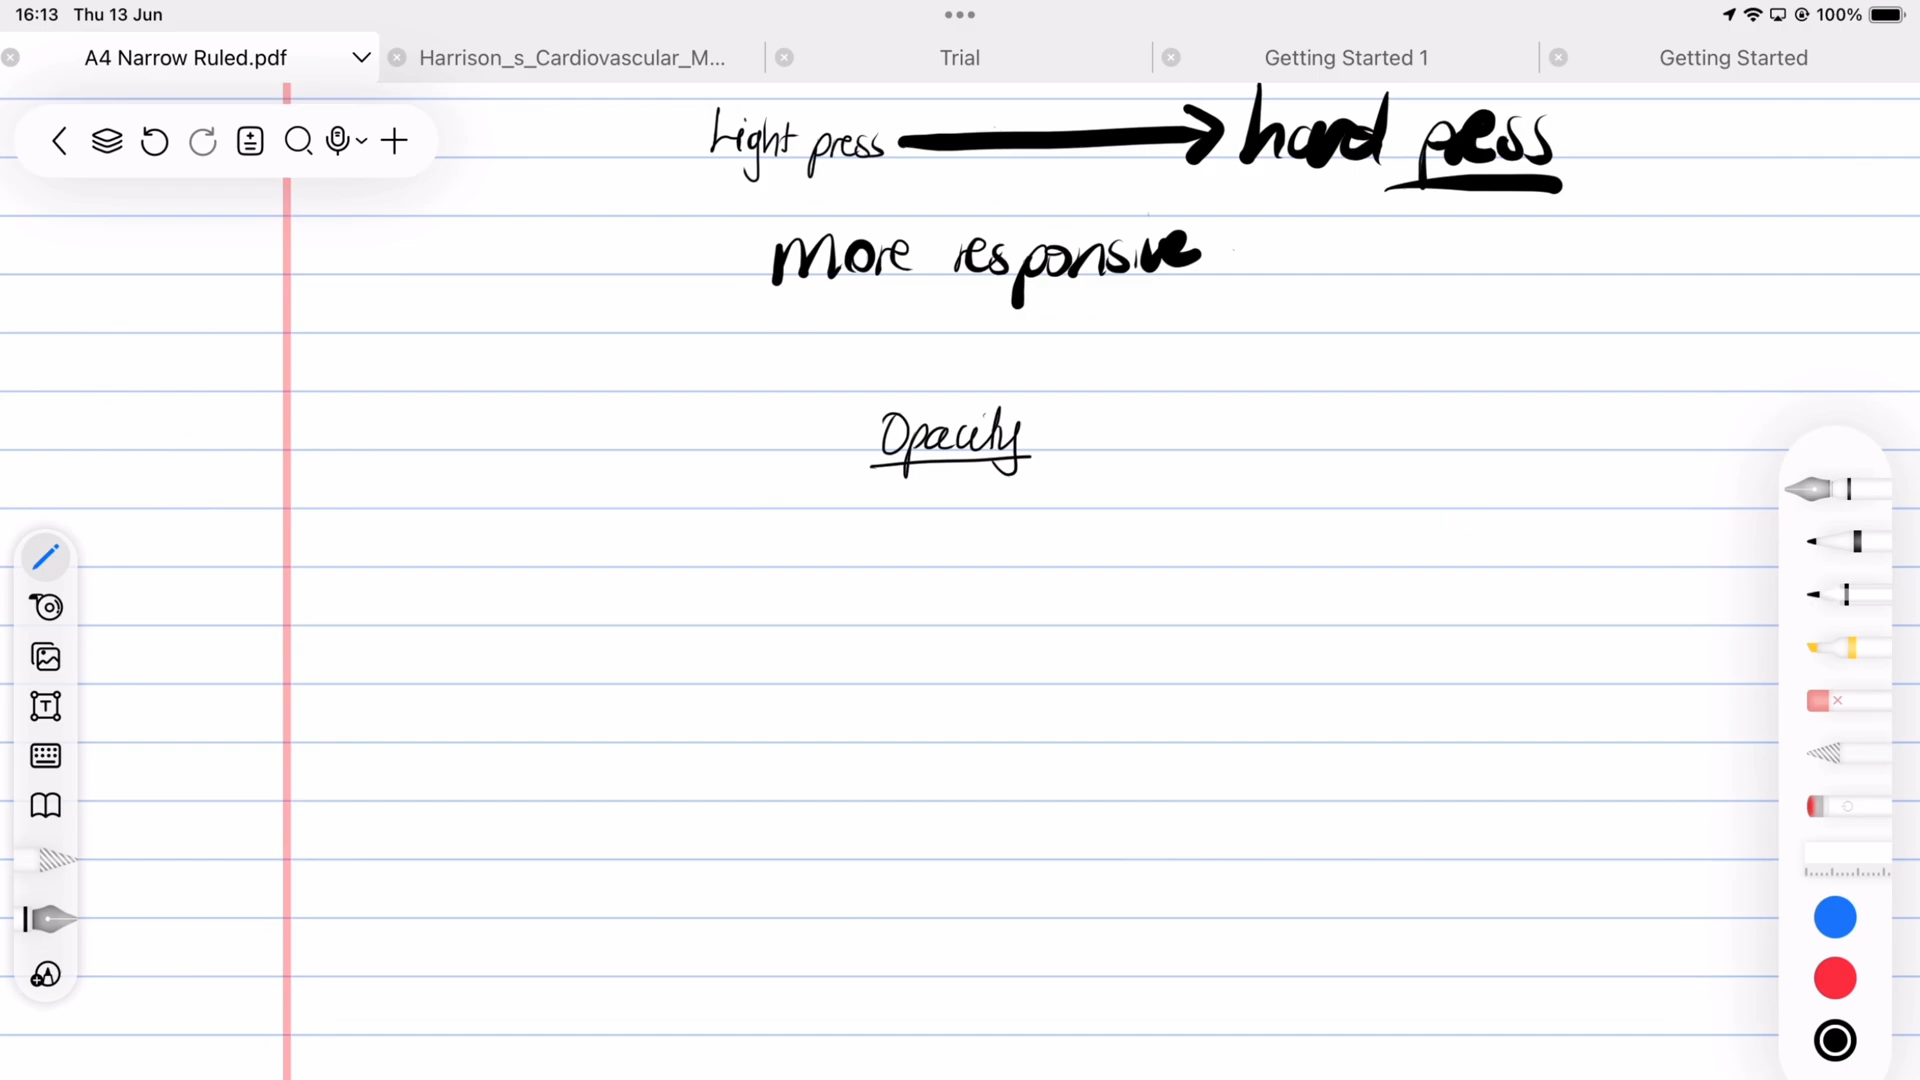 16:13 Thu 13 Jun 100%
A4 Narrow Ruled.pdf Harrison_s_Cardiovascular_M... Trial Getting Started 1 Getting Started
Light press hard press
More responsive
Opacity